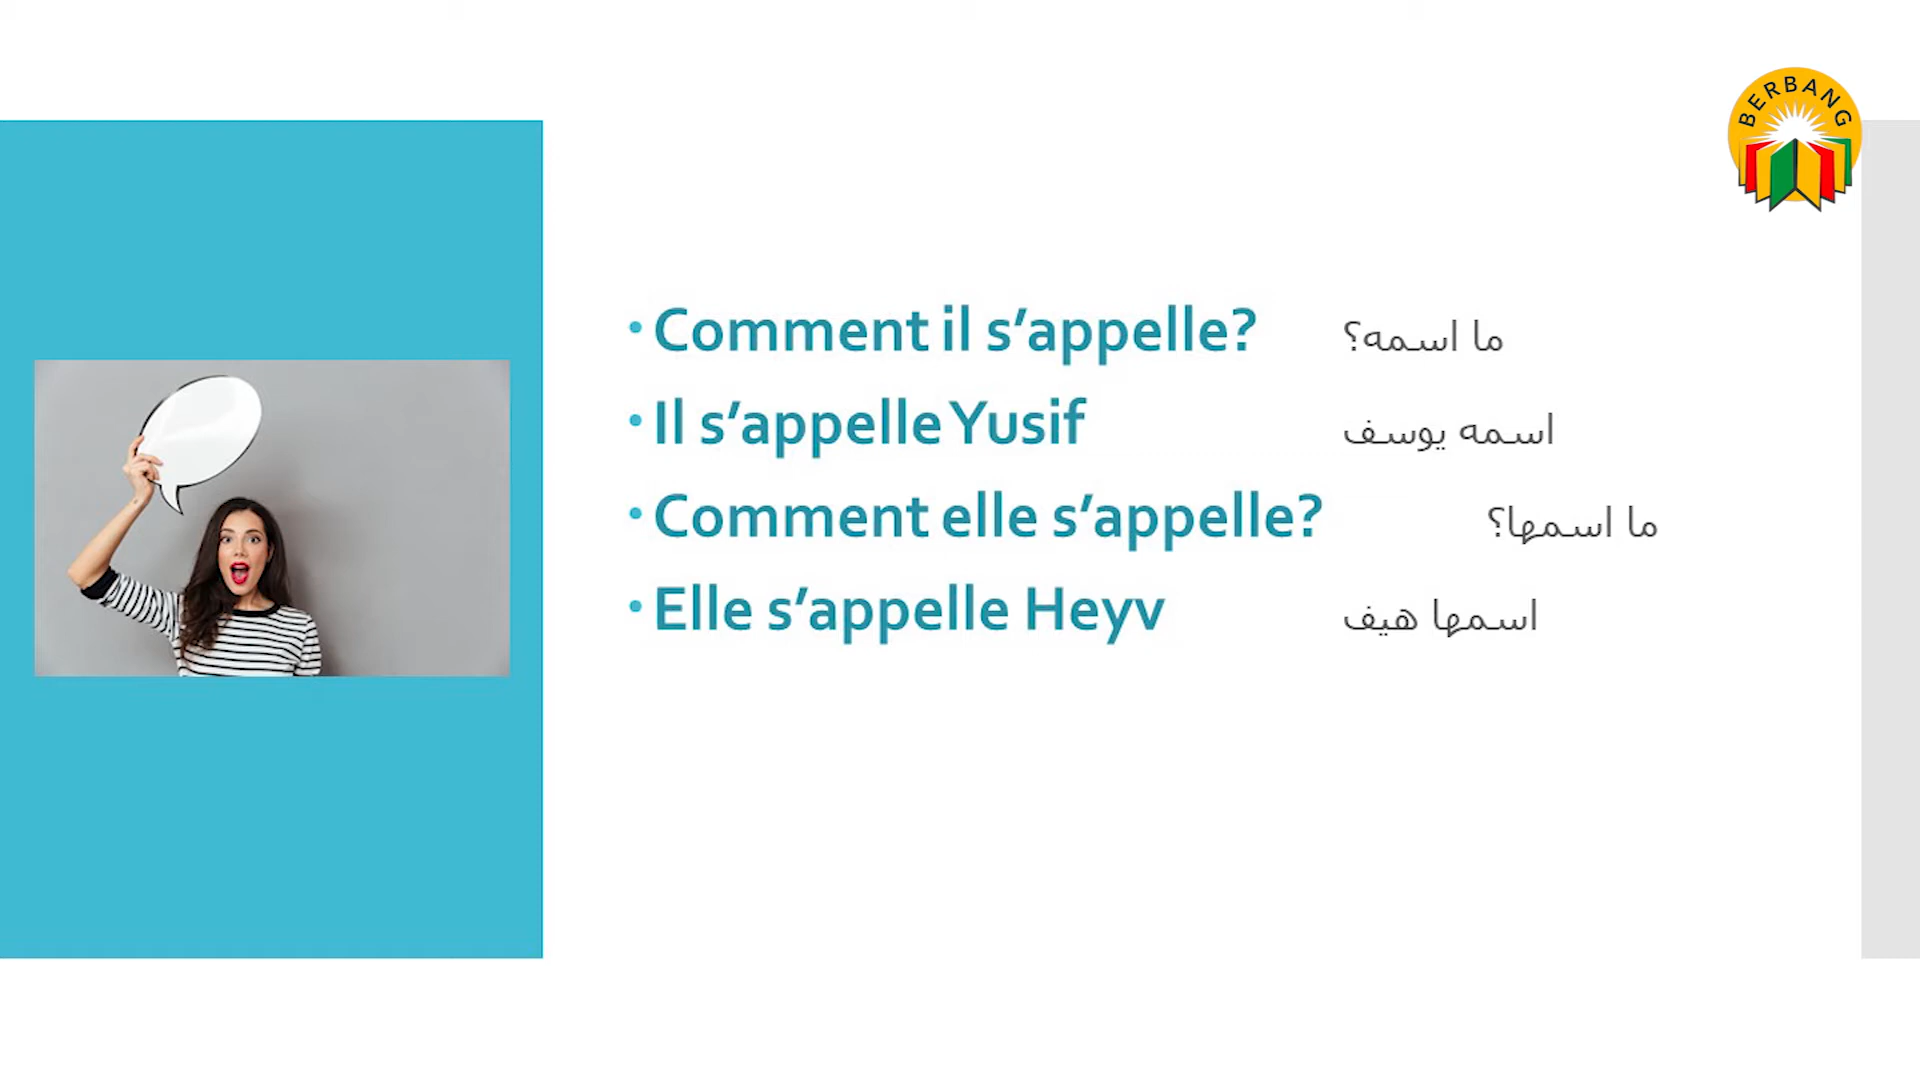 BERBANG
• Comment il s’appelle? ما اسمه؟
• Il s’appelle Yusif اسمه يوسف
• Comment elle s’appelle? ما اسمها؟
• Elle s’appelle Heyv اسمها هيف